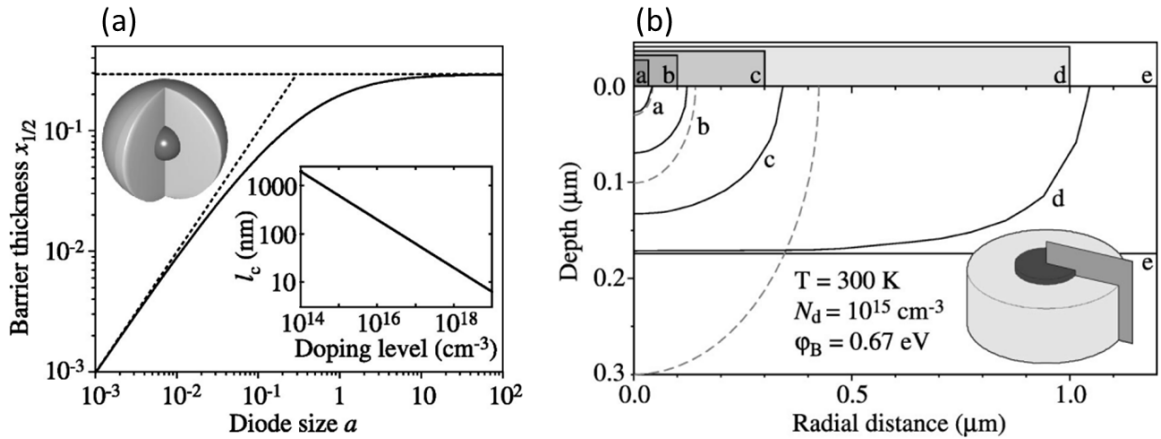 (a)
Barrier thickness x1/2
10-1
10-2
10-3
10-3 10-2 10-1 1 10 102
Diode size a
lc (nm)
1000
100
10
1014 1016 1018
Doping level (cm-3)
(b)
a b c d e
a
b
c
d
e
Depth (μm)
0.0
0.1
0.2
0.3
T = 300 K
Nd = 1015 cm-3
φB = 0.67 eV
0.0 0.5 1.0
Radial distance (μm)